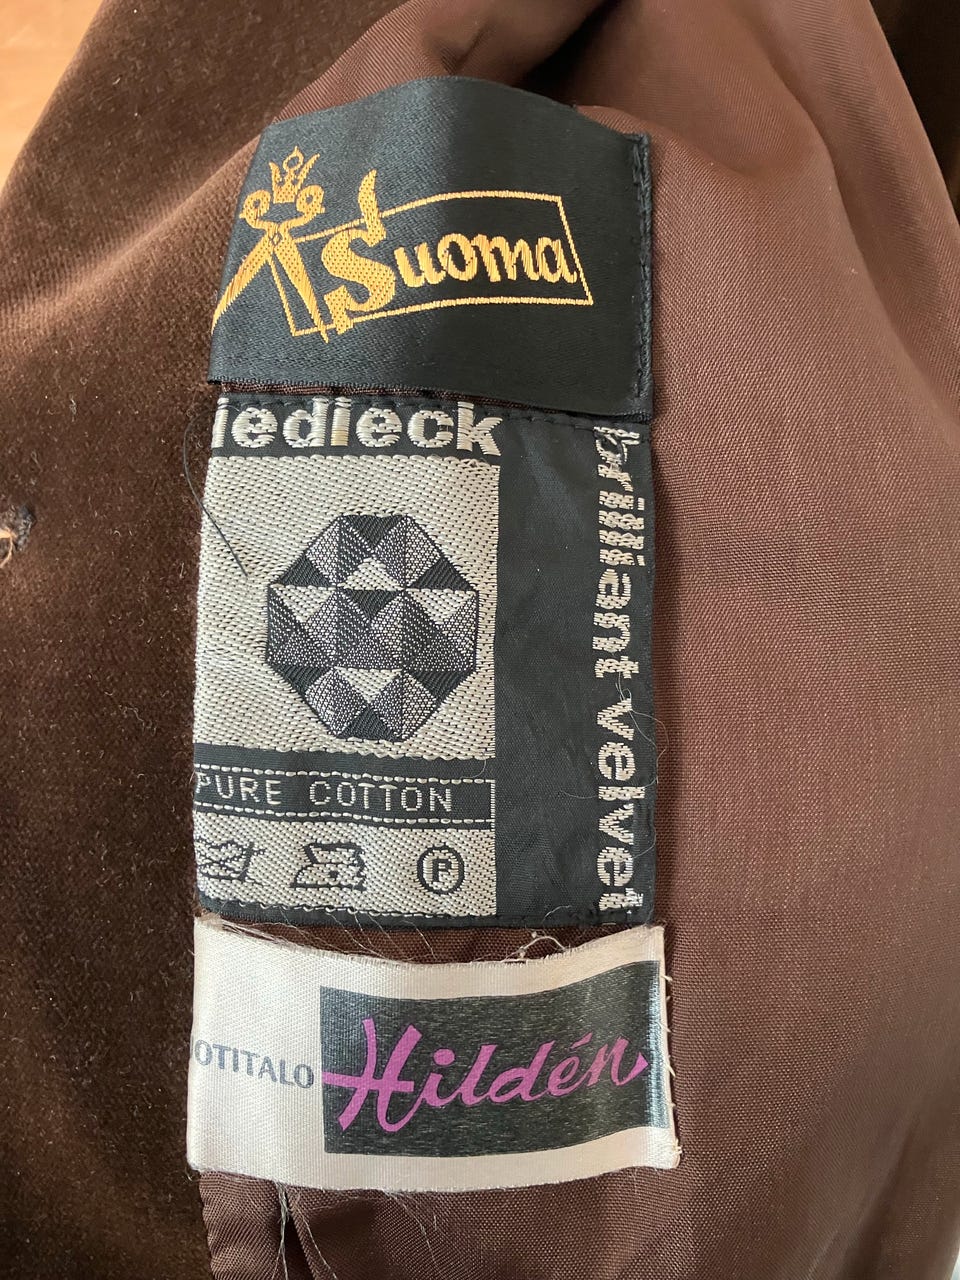 Suoma
iedieck
brilliant velvet
PURE COTTON
P
OTITALO
Hildén